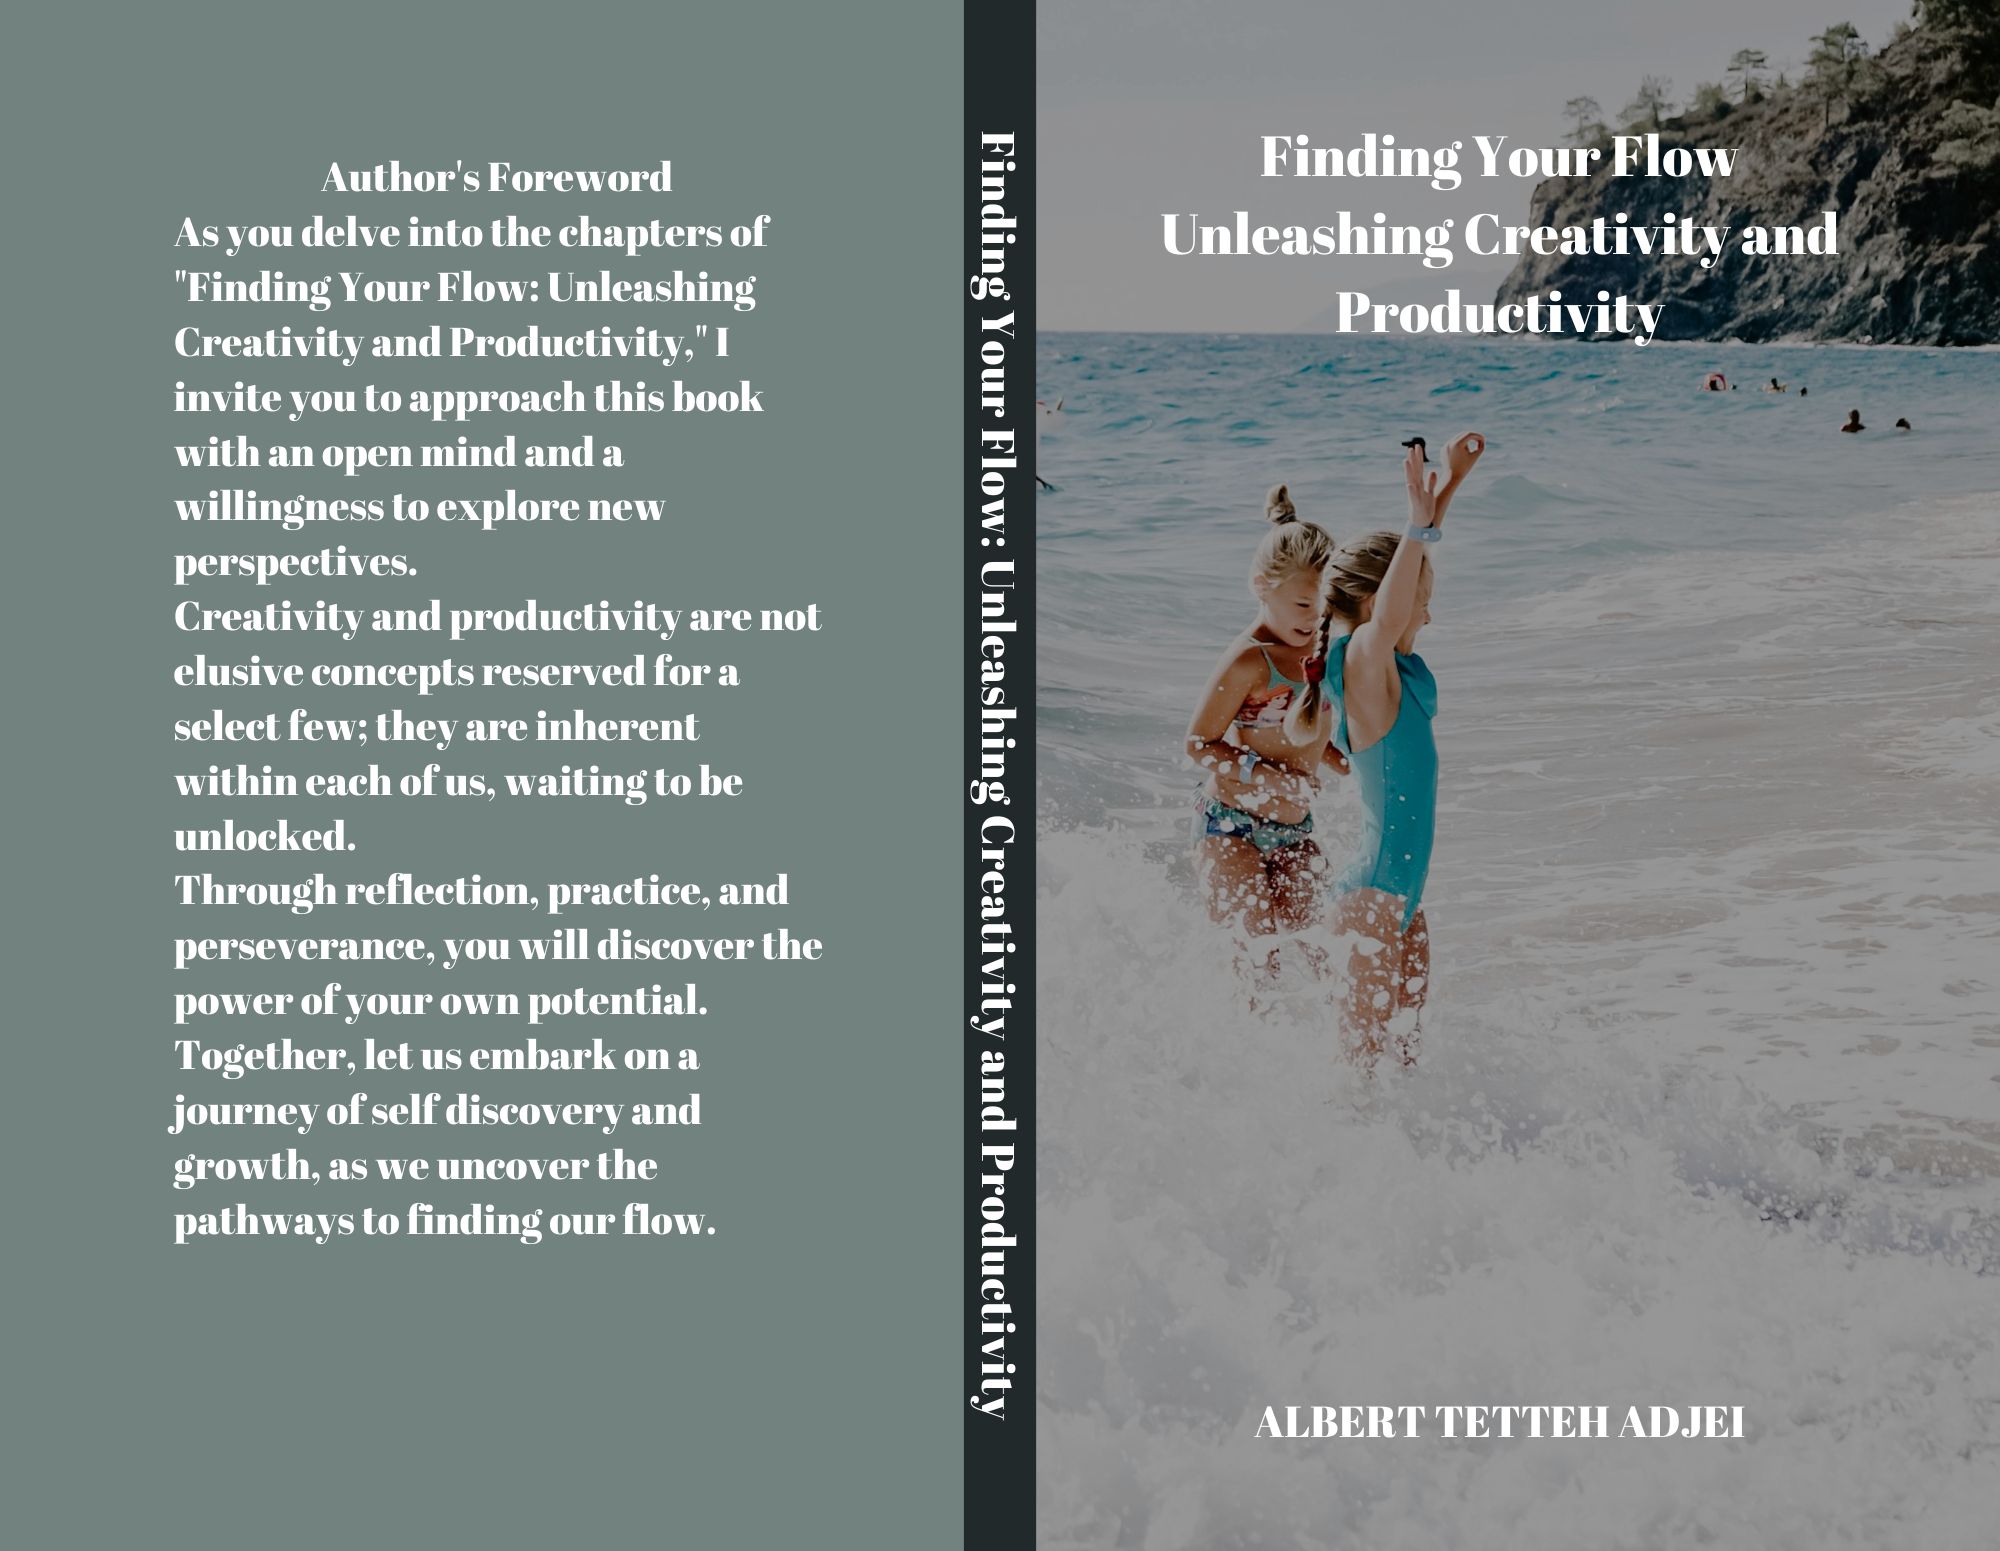 Author's Foreword
As you delve into the chapters of
"Finding Your Flow: Unleashing
Creativity and Productivity," I
invite you to approach this book
with an open mind and a
willingness to explore new
perspectives.
Creativity and productivity are not
elusive concepts reserved for a
select few; they are inherent
within each of us, waiting to be
unlocked.
Through reflection, practice, and
perseverance, you will discover the
power of your own potential.
Together, let us embark on a
journey of self discovery and
growth, as we uncover the
pathways to finding our flow.
Finding Your Flow: Unleashing Creativity and Productivity
Finding Your Flow
Unleashing Creativity and
Productivity
ALBERT TETTEH ADJEI